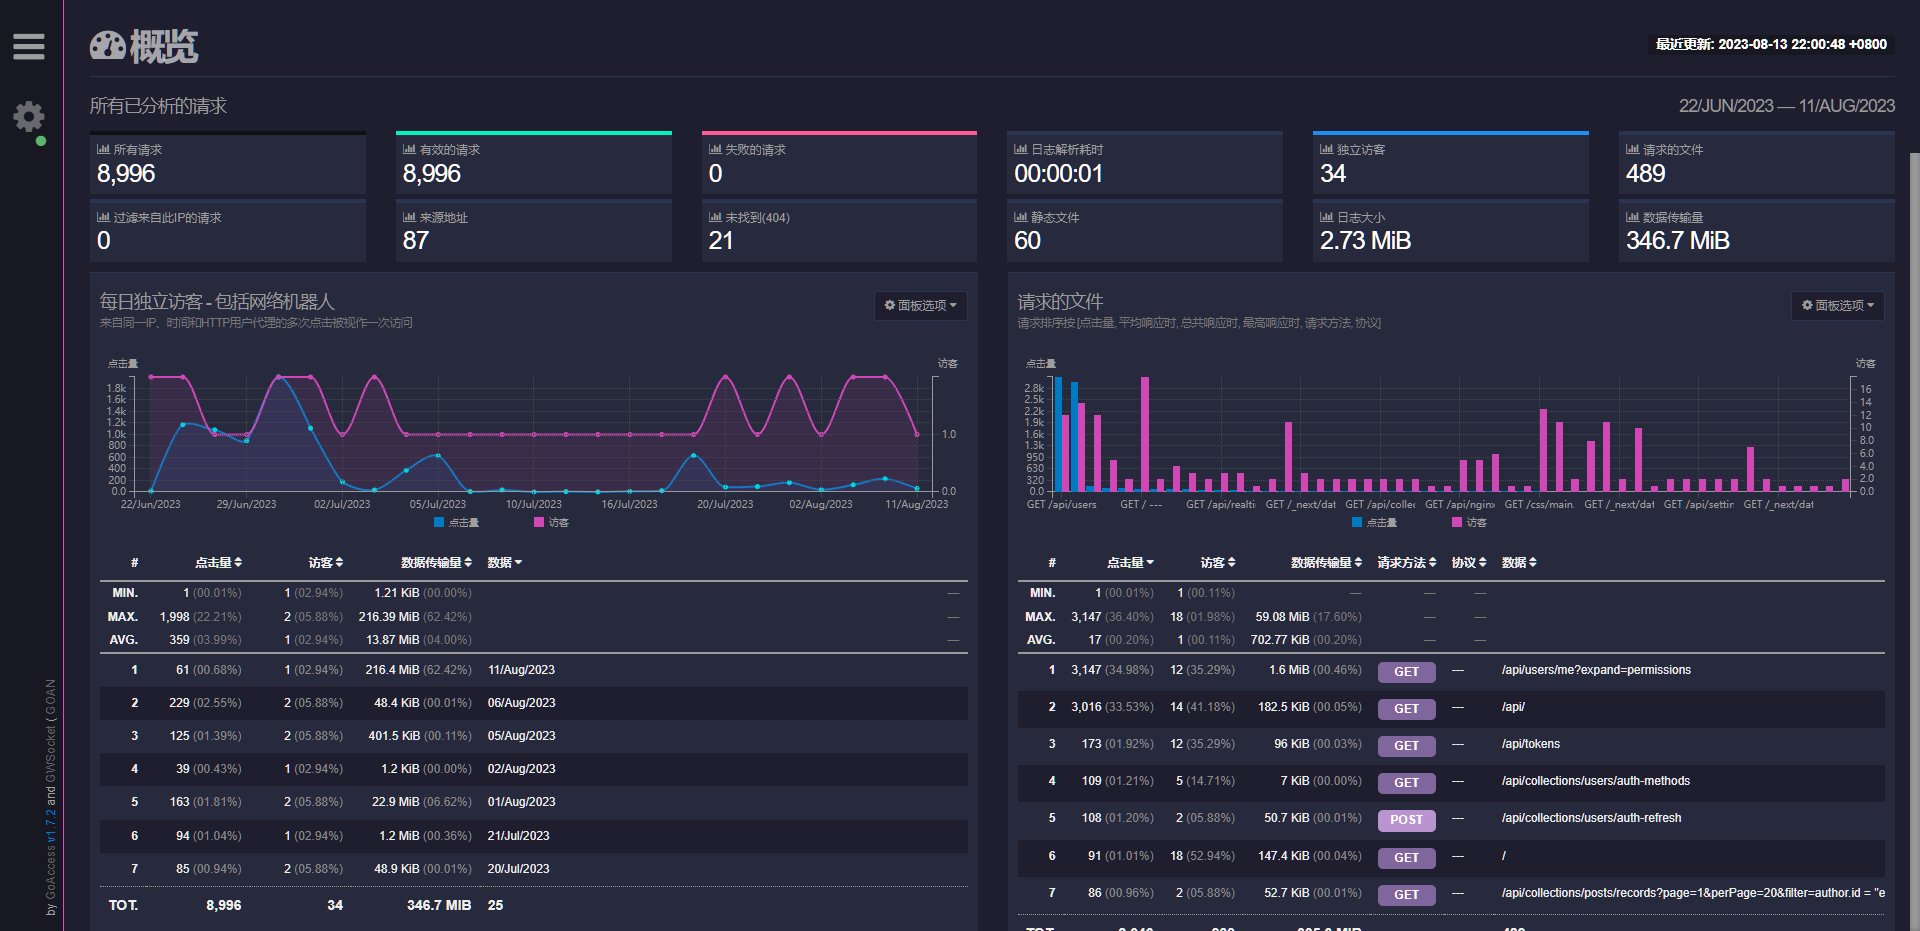 概览
最近更新: 2023-08-13 22:00:48 +0800
所有已分析的请求
22/JUN/2023 — 11/AUG/2023
所有请求
8,996
有效的请求
8,996
失败的请求
0
日志解析耗时
00:00:01
独立访客
34
请求的文件
489
过滤来自此IP的请求
0
来源地址
87
未找到(404)
21
静态文件
60
日志大小
2.73 MiB
数据传输量
346.7 MiB
每日独立访客 - 包括网络机器人
来自同一IP、时间和HTTP用户代理的多次点击被视作一次访问
面板选项
点击量
访客
1.8k
1.6k
1.4k
1.2k
1.0k
800
600
400
200
0.0
1.0
0.0
22/Jun/2023 29/Jun/2023 02/Jul/2023 05/Jul/2023 10/Jul/2023 16/Jul/2023 20/Jul/2023 02/Aug/2023 11/Aug/2023
点击量 访客
# 点击量 访客 数据传输量 数据
MIN. 1 (00.01%) 1 (02.94%) 1.21 KiB (00.00%) —
MAX. 1,998 (22.21%) 2 (05.88%) 216.39 MiB (62.42%) —
AVG. 359 (03.99%) 1 (02.94%) 13.87 MiB (04.00%) —
1 61 (00.68%) 1 (02.94%) 216.4 MiB (62.42%) 11/Aug/2023
2 229 (02.55%) 2 (05.88%) 48.4 KiB (00.01%) 06/Aug/2023
3 125 (01.39%) 2 (05.88%) 401.5 KiB (00.11%) 05/Aug/2023
4 39 (00.43%) 1 (02.94%) 1.2 KiB (00.00%) 02/Aug/2023
5 163 (01.81%) 2 (05.88%) 22.9 MiB (06.62%) 01/Aug/2023
6 94 (01.04%) 1 (02.94%) 1.2 MiB (00.36%) 21/Jul/2023
7 85 (00.94%) 2 (05.88%) 48.9 KiB (00.01%) 20/Jul/2023
TOT. 8,996 34 346.7 MIB 25
请求的文件
请求排序按 [点击量, 平均响应时, 总共响应时, 最高响应时, 请求方法, 协议]
面板选项
点击量
访客
2.8k
2.5k
2.2k
1.9k
1.6k
1.3k
950
630
320
0.0
16
14
12
10
8.0
6.0
4.0
2.0
0.0
GET /api/users GET / --- GET /api/realti GET /_next/dat GET /api/collec GET /api/nginx GET /css/main. GET /_next/dat GET /api/settin GET /_next/dat
点击量 访客
# 点击量 访客 数据传输量 请求方法 协议 数据
MIN. 1 (00.01%) 1 (00.11%) — — —
MAX. 3,147 (36.40%) 18 (01.98%) 59.08 MiB (17.60%) — —
AVG. 17 (00.20%) 1 (00.11%) 702.77 KiB (00.20%) — —
1 3,147 (34.98%) 12 (35.29%) 1.6 MiB (00.46%) GET --- /api/users/me?expand=permissions
2 3,016 (33.53%) 14 (41.18%) 182.5 KiB (00.05%) GET --- /api/
3 173 (01.92%) 12 (35.29%) 96 KiB (00.03%) GET --- /api/tokens
4 109 (01.21%) 5 (14.71%) 7 KiB (00.00%) GET --- /api/collections/users/auth-methods
5 108 (01.20%) 2 (05.88%) 50.7 KiB (00.01%) POST --- /api/collections/users/auth-refresh
6 91 (01.01%) 18 (52.94%) 147.4 KiB (00.04%) GET --- /
7 86 (00.96%) 2 (05.88%) 52.7 KiB (00.01%) GET --- /api/collections/posts/records?page=1&perPage=20&filter=author.id = "e
by GoAccess v1.7.2 and GWSocket ( GOAN